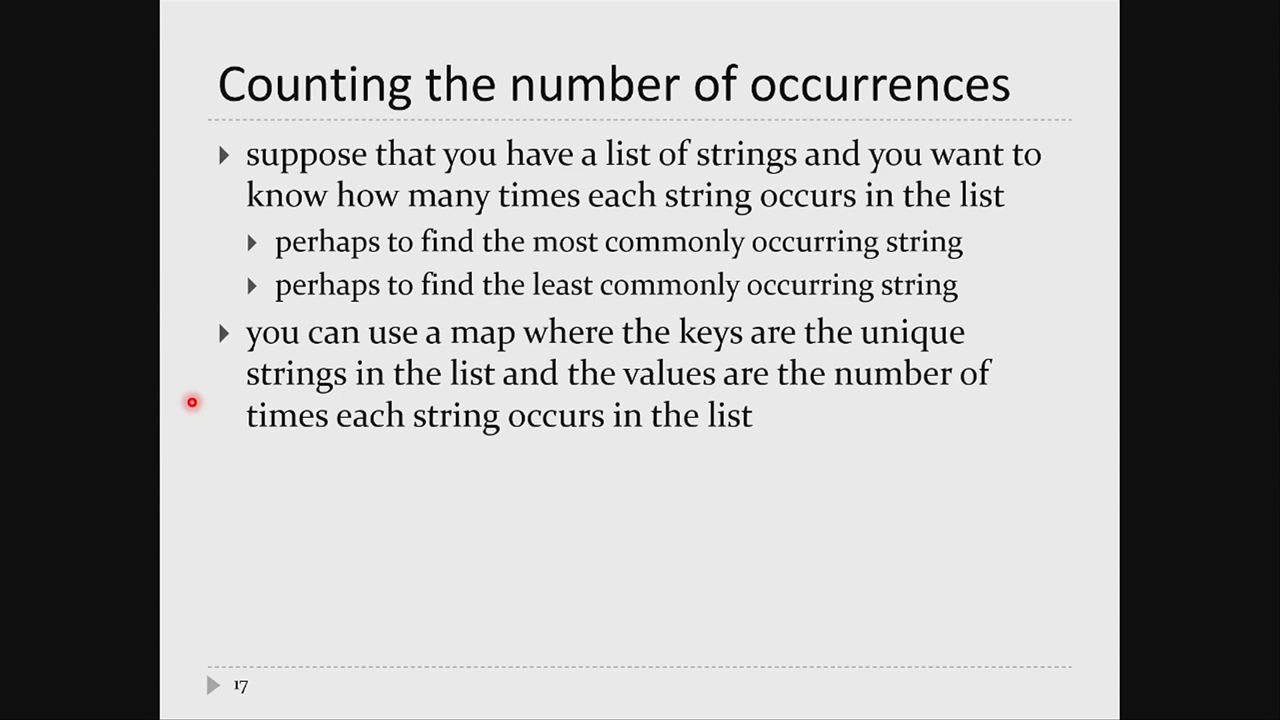 Counting the number of occurrences
suppose that you have a list of strings and you want to
know how many times each string occurs in the list
perhaps to find the most commonly occurring string
perhaps to find the least commonly occurring string
you can use a map where the keys are the unique
strings in the list and the values are the number of
times each string occurs in the list
17